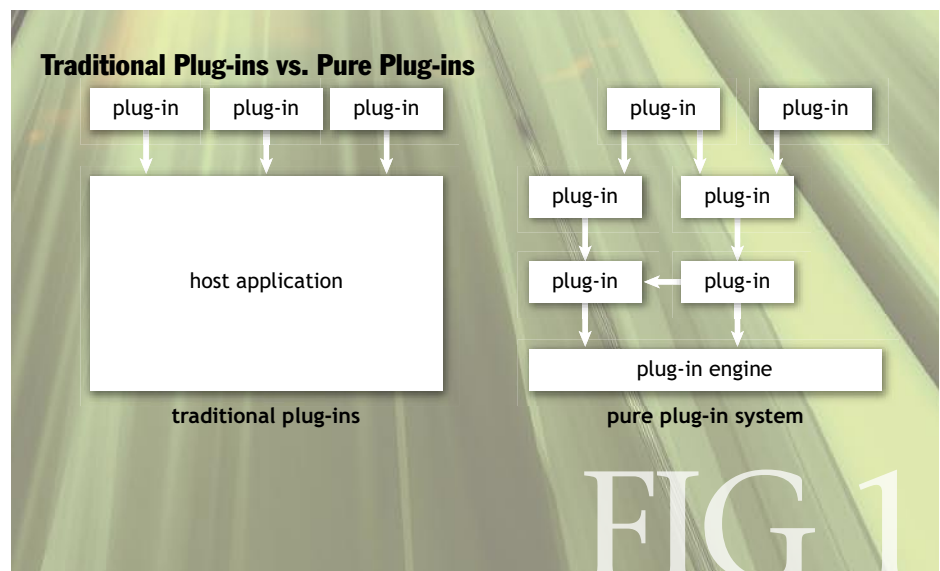 Traditional Plug-ins vs. Pure Plug-ins
plug-in
plug-in
plug-in
host application
traditional plug-ins
plug-in
plug-in
plug-in
plug-in
plug-in
plug-in
plug-in engine
pure plug-in system
FIG 1